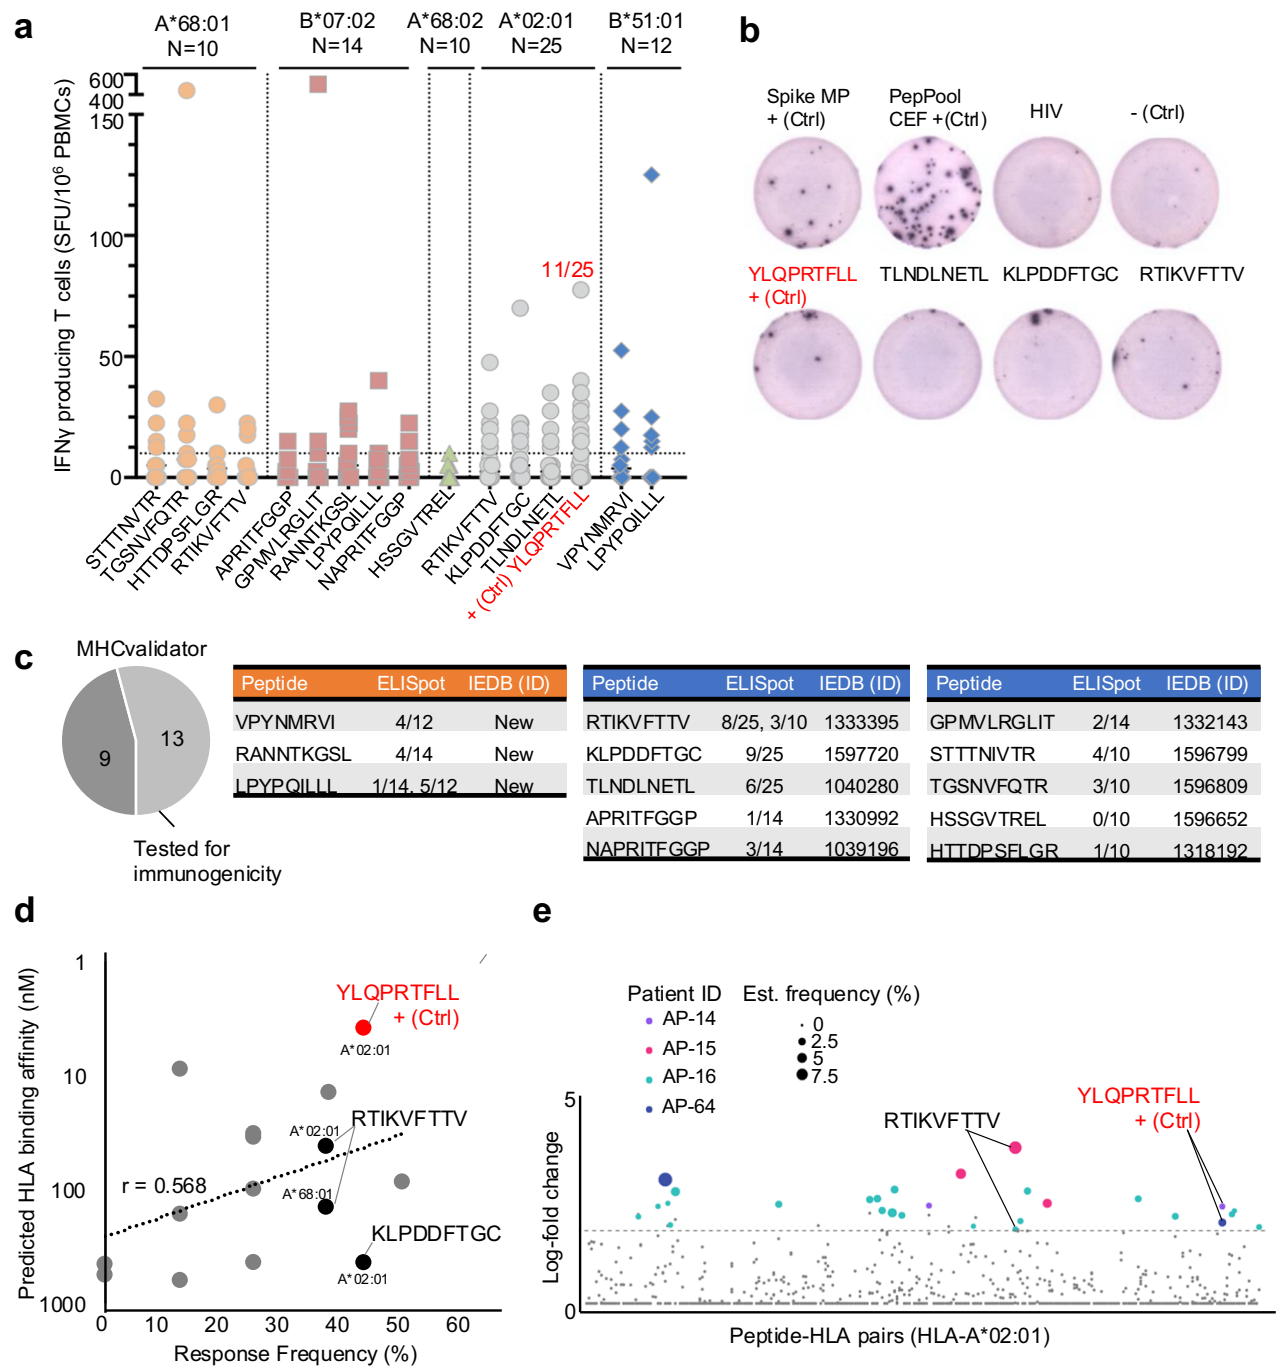 a
A*68:01
N=10
B*07:02
N=14
A*68:02
N=10
A*02:01
N=25
B*51:01
N=12
IFNγ producing T cells (SFU/10⁶ PBMCs)
600
400
150
100
50
0
11/25
STTTNVTR
TGSNVFQTR
HTTDPSFLGR
RTIKVFTTV
APRITFGGP
GPMVLRGLIT
RANNTKGSL
LPYPQILLL
NAPRITFGGP
HSSGVTREL
RTIKVFTTV
KLPDDFTGC
TLNDLNETL
+ (Ctrl) YLQPRTFLL
VPYNMRVI
LPYPQILLL
b
Spike MP
+ (Ctrl)
PepPool
CEF +(Ctrl)
HIV
- (Ctrl)
YLQPRTFLL
+ (Ctrl)
TLNDLNETL
KLPDDFTGC
RTIKVFTTV
c
MHCvalidator
9
13
Tested for
immunogenicity
Peptide ELISpot IEDB (ID)
VPYNMRVI 4/12 New
RANNTKGSL 4/14 New
LPYPQILLL 1/14, 5/12 New
Peptide ELISpot IEDB (ID)
RTIKVFTTV 8/25, 3/10 1333395
KLPDDFTGC 9/25 1597720
TLNDLNETL 6/25 1040280
APRITFGGP 1/14 1330992
NAPRITFGGP 3/14 1039196
Peptide ELISpot IEDB (ID)
GPMVLRGLIT 2/14 1332143
STTTNIVTR 4/10 1596799
TGSNVFQTR 3/10 1596809
HSSGVTREL 0/10 1596652
HTTDPSFLGR 1/10 1318192
d
Predicted HLA binding affinity (nM)
1
10
100
1000
YLQPRTFLL
+ (Ctrl)
A*02:01
RTIKVFTTV
A*02:01
r = 0.568
A*68:01
KLPDDFTGC
A*02:01
0 10 20 30 40 50 60
Response Frequency (%)
e
Patient ID
AP-14
AP-15
AP-16
AP-64
Est. frequency (%)
0
2.5
5
7.5
Log-fold change
5
0
RTIKVFTTV
YLQPRTFLL
+ (Ctrl)
Peptide-HLA pairs (HLA-A*02:01)